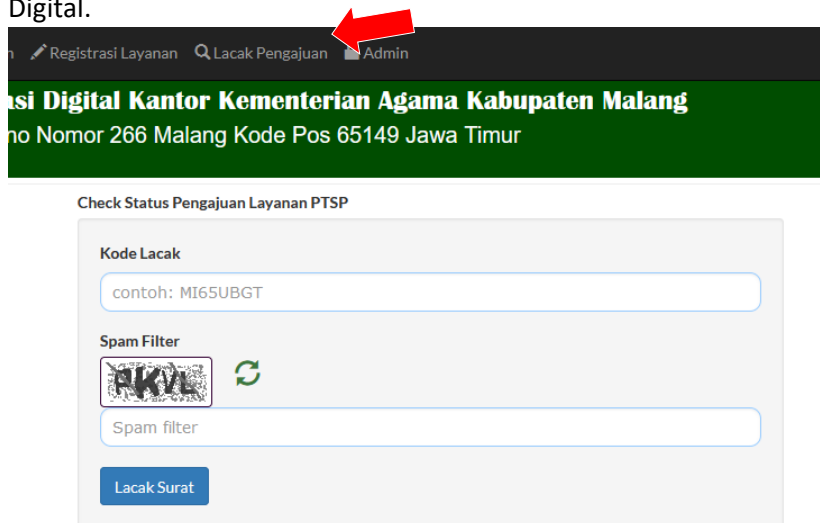 Digital.
n Registrasi Layanan Lacak Pengajuan Admin
asi Digital Kantor Kementerian Agama Kabupaten Malang
no Nomor 266 Malang Kode Pos 65149 Jawa Timur
Check Status Pengajuan Layanan PTSP
Kode Lacak
contoh: MI65UBGT
Spam Filter
Spam filter
Lacak Surat